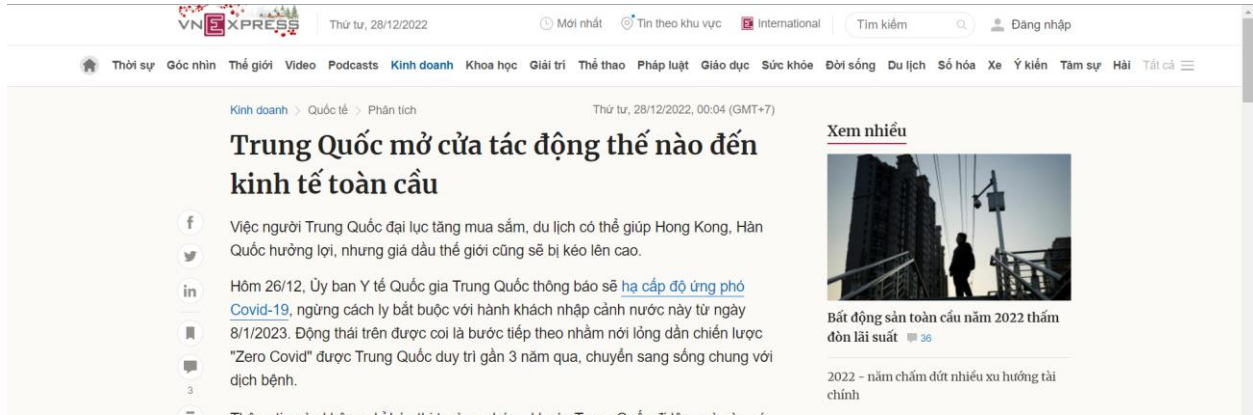 VNEXPRESS
Thứ tư, 28/12/2022
Mới nhất
Tin theo khu vực
E International
Tìm kiếm
Đăng nhập
Thời sự Góc nhìn Thế giới Video Podcasts Kinh doanh Khoa học Giải trí Thể thao Pháp luật Giáo dục Sức khỏe Đời sống Du lịch Số hóa Xe Ý kiến Tâm sự Hài Tất cả
Kinh doanh > Quốc tế > Phân tích
Thứ tư, 28/12/2022, 00:04 (GMT+7)
Trung Quốc mở cửa tác động thế nào đến
kinh tế toàn cầu
Việc người Trung Quốc đại lục tăng mua sắm, du lịch có thể giúp Hong Kong, Hàn
Quốc hưởng lợi, nhưng giá dầu thế giới cũng sẽ bị kéo lên cao.
Hôm 26/12, Ủy ban Y tế Quốc gia Trung Quốc thông báo sẽ hạ cấp độ ứng phó
Covid-19, ngừng cách ly bắt buộc với hành khách nhập cảnh nước này từ ngày
8/1/2023. Động thái trên được coi là bước tiếp theo nhằm nới lỏng dần chiến lược
"Zero Covid" được Trung Quốc duy trì gần 3 năm qua, chuyển sang sống chung với
dịch bệnh.
f
in
3
Xem nhiều
Bất động sản toàn cầu năm 2022 thấm
đòn lãi suất 36
2022 - năm chấm dứt nhiều xu hướng tài
chính